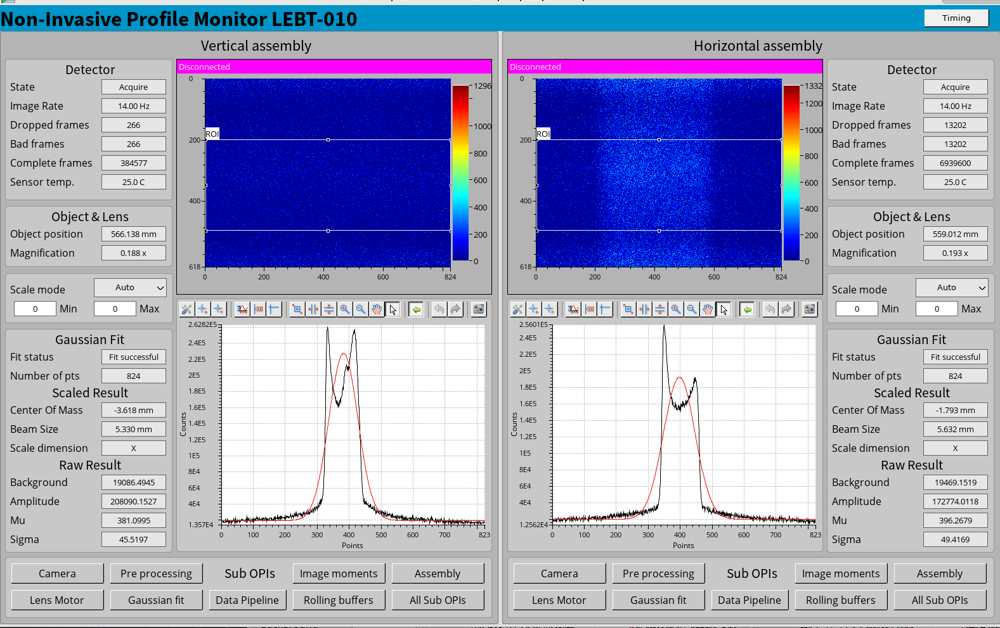 Non-Invasive Profile Monitor LEBT-010
Timing
Vertical assembly
Detector
State Acquire
Image Rate 14.00 Hz
Dropped frames 266
Bad frames 266
Complete frames 384577
Sensor temp. 25.0 C
Object & Lens
Object position 566.138 mm
Magnification 0.188 x
Scale mode Auto
0 Min 0 Max
Gaussian Fit
Fit status Fit successful
Number of pts 824
Scaled Result
Center Of Mass -3.618 mm
Beam Size 5.330 mm
Scale dimension X
Raw Result
Background 19086.4945
Amplitude 208090.1527
Mu 381.0995
Sigma 45.5197
Disconnected
0
200
400
618
ROI
0 200 400 600 824
1296
1000
800
600
400
200
0
2.6282E5
2.4E5
2.2E5
2E5
1.8E5
1.6E5
1.4E5
1.2E5
1E5
8E4
6E4
4E4
1.357E4
Counts
0 100 200 300 400 500 600 700 823
Points
Camera Pre processing Sub OPIs Image moments Assembly
Lens Motor Gaussian fit Data Pipeline Rolling buffers All Sub OPIs
Horizontal assembly
Disconnected
0
200
400
618
ROI
0 200 400 600 824
1332
1200
1000
800
600
400
200
0
2.5601E5
2.4E5
2.2E5
2E5
1.8E5
1.6E5
1.4E5
1.2E5
1E5
8E4
6E4
4E4
1.2562E4
Counts
0 100 200 300 400 500 600 700 823
Points
Detector
State Acquire
Image Rate 14.00 Hz
Dropped frames 13202
Bad frames 13202
Complete frames 6939600
Sensor temp. 25.0 C
Object & Lens
Object position 559.012 mm
Magnification 0.193 x
Scale mode Auto
0 Min 0 Max
Gaussian Fit
Fit status Fit successful
Number of pts 824
Scaled Result
Center Of Mass -1.793 mm
Beam Size 5.632 mm
Scale dimension X
Raw Result
Background 19469.1519
Amplitude 172774.0118
Mu 396.2679
Sigma 49.4169
Camera Pre processing Sub OPIs Image moments Assembly
Lens Motor Gaussian fit Data Pipeline Rolling buffers All Sub OPIs